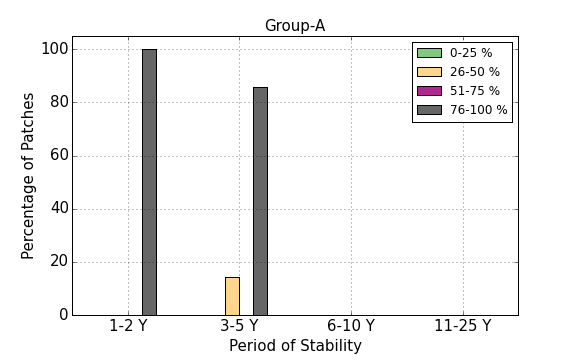 Group-A
100
80
60
40
20
0
Percentage of Patches
0-25 %
26-50 %
51-75 %
76-100 %
1-2 Y
3-5 Y
6-10 Y
11-25 Y
Period of Stability